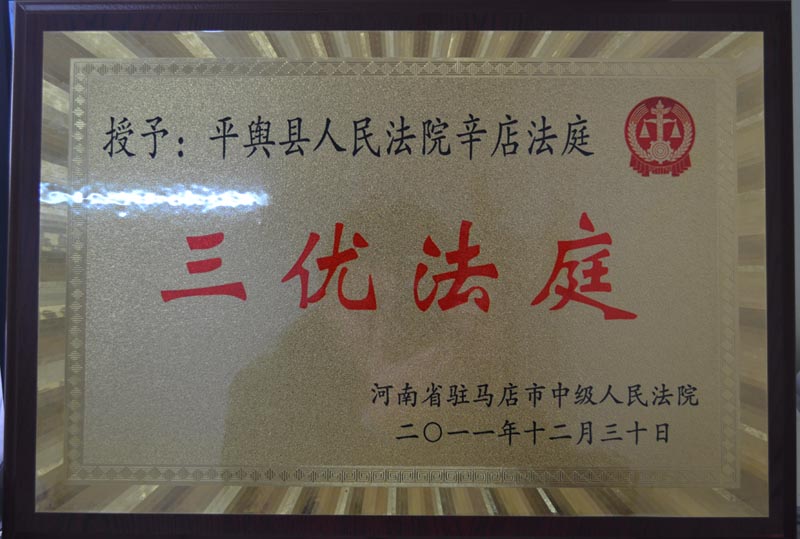 授予：平舆县人民法院辛店法庭
三优法庭
河南省驻马店市中级人民法院
二〇一一年十二月三十日